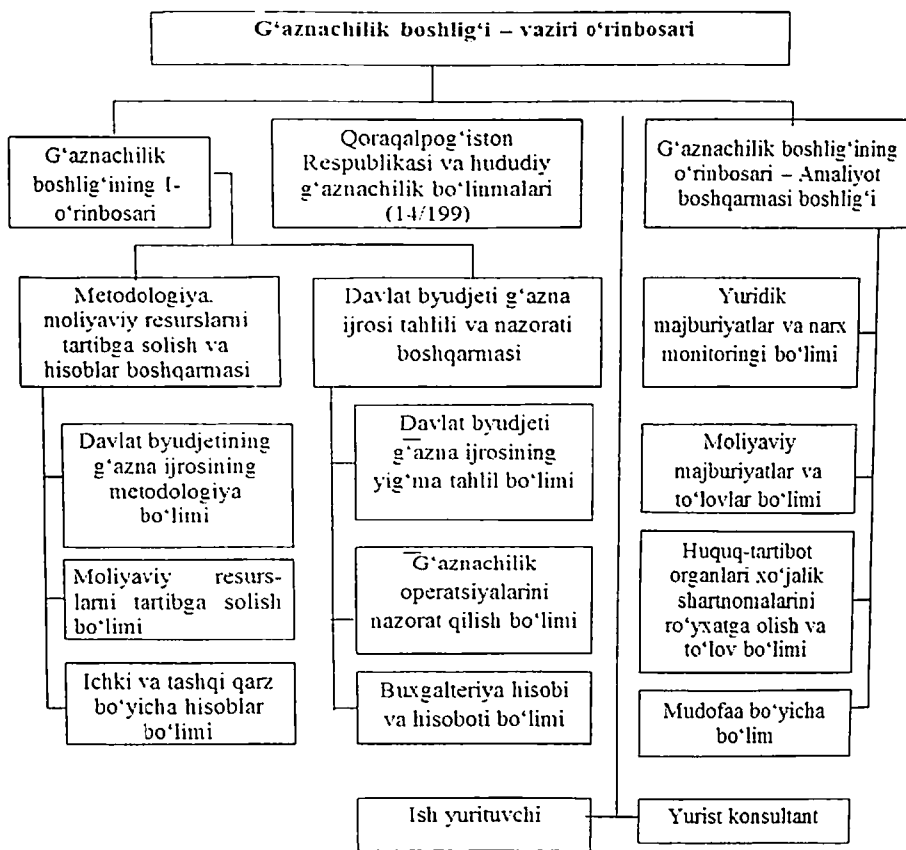 G‘aznachilik boshlig‘i – vaziri o‘rinbosari
G‘aznachilik
boshlig‘ining I-
o‘rinbosari
Qoraqalpog‘iston
Respublikasi va hududiy
g‘aznachilik bo‘linmalari
(14/199)
G‘aznachilik boshlig‘ining
o‘rinbosari – Amaliyot
boshqarmasi boshlig‘i
Metodologiya.
moliyaviy resurslarni
tartibga solish va
hisoblar boshqarmasi
Davlat byudjeti g‘azna
ijrosi tahlili va nazorati
boshqarmasi
Yuridik
majburiyatlar va narx
monitoringi bo‘limi
Davlat byudjetining
g‘azna ijrosining
metodologiya
bo‘limi
Davlat byudjeti
g‘azna ijrosining
yig‘ma tahlil bo‘limi
Moliyaviy
majburiyatlar va
to‘lovlar bo‘limi
Moliyaviy resurs-
larni tartibga solish
bo‘limi
G‘aznachilik
operatsiyalarini
nazorat qilish bo‘limi
Huquq-tartibot
organlari xo‘jalik
shartnomalarini
ro‘yxatga olish va
to‘lov bo‘limi
Ichki va tashqi qarz
bo‘yicha hisoblar
bo‘limi
Buxgalteriya hisobi
va hisoboti bo‘limi
Mudofaa bo‘yicha
bo‘lim
Ish yurituvchi
Yurist konsultant